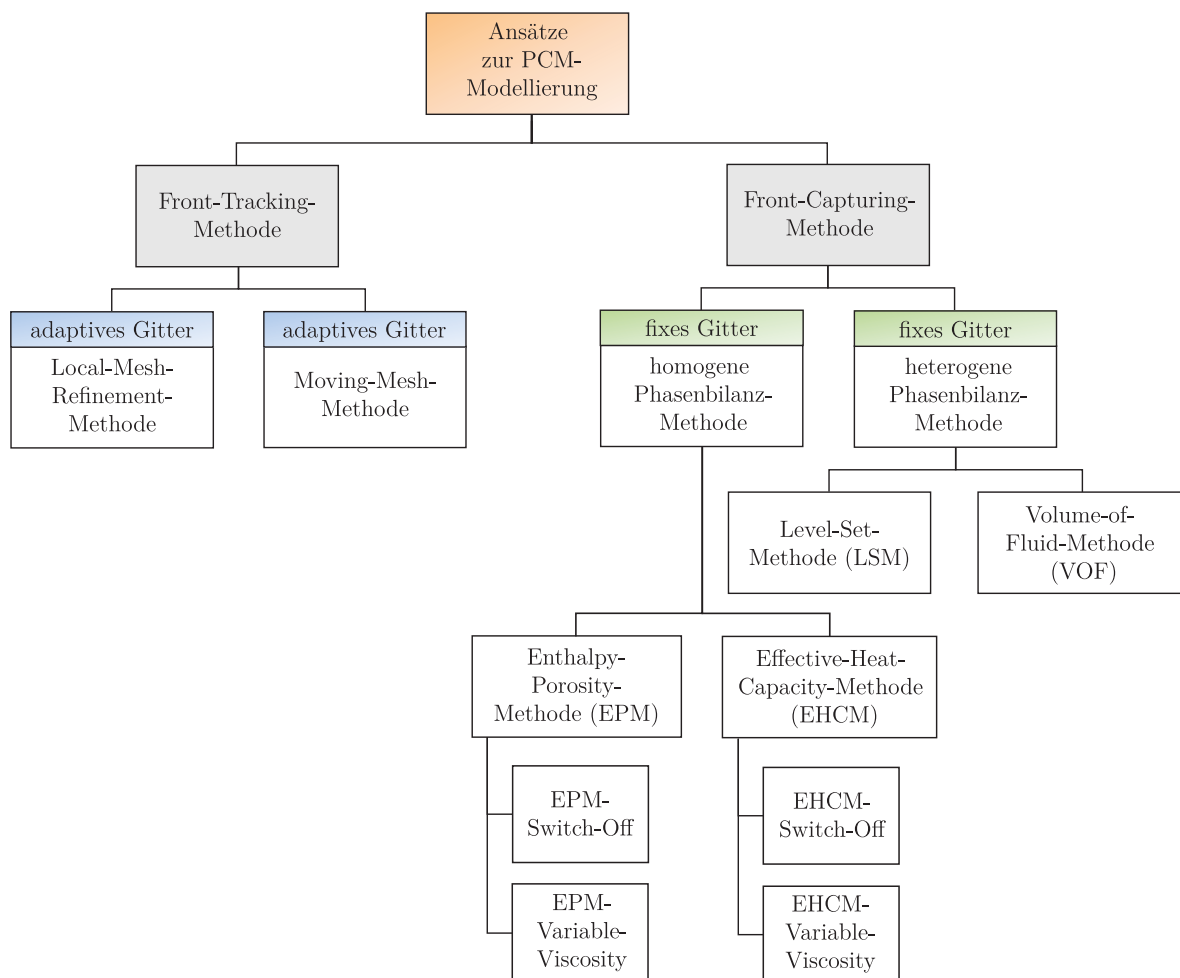 Ansätze
zur PCM-
Modellierung
Front-Tracking-
Methode
Front-Capturing-
Methode
adaptives Gitter
Local-Mesh-
Refinement-
Methode
adaptives Gitter
Moving-Mesh-
Methode
fixes Gitter
homogene
Phasenbilanz-
Methode
fixes Gitter
heterogene
Phasenbilanz-
Methode
Level-Set-
Methode (LSM)
Volume-of-
Fluid-Methode
(VOF)
Enthalpy-
Porosity-
Methode (EPM)
Effective-Heat-
Capacity-Methode
(EHCM)
EPM-
Switch-Off
EHCM-
Switch-Off
EPM-
Variable-
Viscosity
EHCM-
Variable-
Viscosity